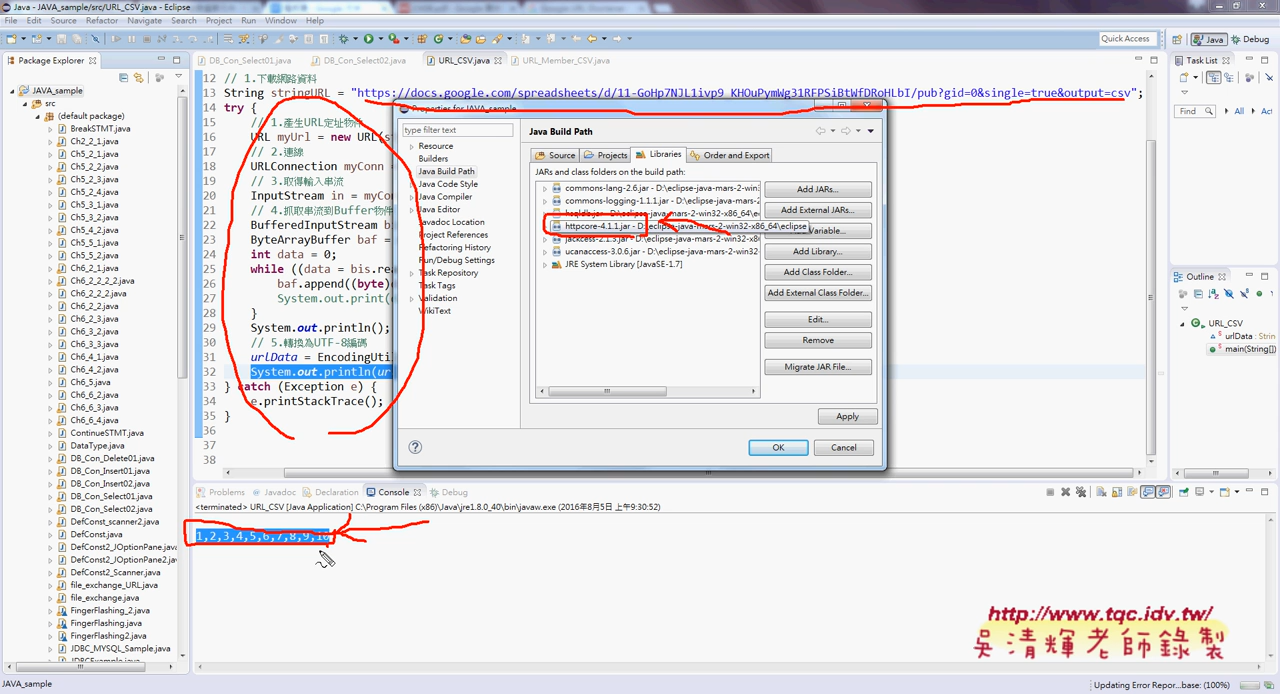 Java - JAVA_sample/src/URL_CSV.java - Eclipse
File Edit Source Refactor Navigate Search Project Run Window Help
Quick Access
Java
Debug
Package Explorer
DB_Con_Select01.java
DB_Con_Select02.java
URL_CSV.java
URL_Member_CSV.java
Task List
JAVA_sample
src
(default package)
BreakSTMT.java
Ch2_2_1.java
Ch5_2_1.java
Ch5_2_2.java
Ch5_2_3.java
Ch5_2_4.java
Ch5_4_1.java
Ch5_4_2.java
Ch5_4_3.java
Ch5_5_1.java
Ch5_5_2.java
Ch5_6_1.java
Ch6_2_2_2_2.java
Ch6_2_2_2.java
Ch6_2_3.java
Ch6_3_2.java
Ch6_3_3.java
Ch6_4_1.java
Ch6_4_2.java
Ch6_5.java
Ch6_6_3.java
Ch6_6_4.java
ContinueSTMT.java
DataType.java
DB_Con_Delete01.java
DB_Con_Insert01.java
DB_Con_Insert02.java
DB_Con_Select01.java
DB_Con_Select02.java
DefConst_scanner2.java
DefConst.java
DefConst2_JOptionPane.java
DefConst2_JOptionPane2.java
DefConst2_Scanner.java
file_exchange_URL.java
file_exchange.java
FingerFlashing_2.java
FingerFlashing.java
FingerFlashing2.java
JDBC_MYSQL_Sample.java
JDBCExample.java
12 // 1.下載網路資料
13 String stringURL = "https://docs.google.com/spreadsheets/d/11-GoHp7NJL1ivp9_KHOuPymWg31RFPSiBtWfDRoHLbI/pub?gid=0&single=true&output=csv";
14 try {
15 // 1.產生URL定址物件
16 URL myUrl = new URL(s
17 // 2.連線
18 URLConnection myConn
19 // 3.取得輸入串流
20 InputStream in = myCon
21 // 4.抓取串流到Buffer物件
22 BufferedInputStream b
23 ByteArrayBuffer baf =
24 int data = 0;
25 while ((data = bis.rea
26 baf.append((byte)
27 System.out.print(
28 }
29 System.out.println();
30 // 5.轉換為UTF-8編碼
31 urlData = EncodingUti
32 System.out.println(ur
33 } catch (Exception e) {
34 e.printStackTrace();
35 }
36
37
38
Properties for JAVA_sample
type filter text
Resource
Builders
Java Build Path
Java Code Style
Java Compiler
Java Editor
Javadoc Location
Project References
Refactoring History
Run/Debug Settings
Task Repository
Task Tags
Validation
WikiText
Java Build Path
Source Projects Libraries Order and Export
JARs and class folders on the build path:
commons-lang-2.6.jar - D:\eclipse-java-mars-2-win32-x86_64
commons-logging-1.1.1.jar - D:\eclipse-java-mars-2-win
hsqldb.jar - D:\eclipse-java-mars-2-win32-x86_64\eclips
httpcore-4.1.1.jar - D:\eclipse-java-mars-2-win32-x86_64\eclipse
jackcess-2.1.3.jar - D:\eclipse-java-mars-2-win32-x86
ucanaccess-3.0.6.jar - D:\eclipse-java-mars-2-win32
JRE System Library [JavaSE-1.7]
Add JARs...
Add External JARs...
Variable...
Add Library...
Add Class Folder...
Add External Class Folder...
Edit...
Remove
Migrate JAR File...
Apply
OK
Cancel
Find
All
Acti
Outline
URL_CSV
urlData : Strin
main(String[])
Problems Javadoc Declaration Console Debug
<terminated> URL_CSV [Java Application] C:\Program Files (x86)\Java\jre1.8.0_40\bin\javaw.exe (2016年8月5日 上午9:30:52)
1,2,3,4,5,6,7,8,9,10
http://www.tqc.idv.tw/
吳清輝老師錄製
JAVA_sample
Updating Error Repor...base: (100%)